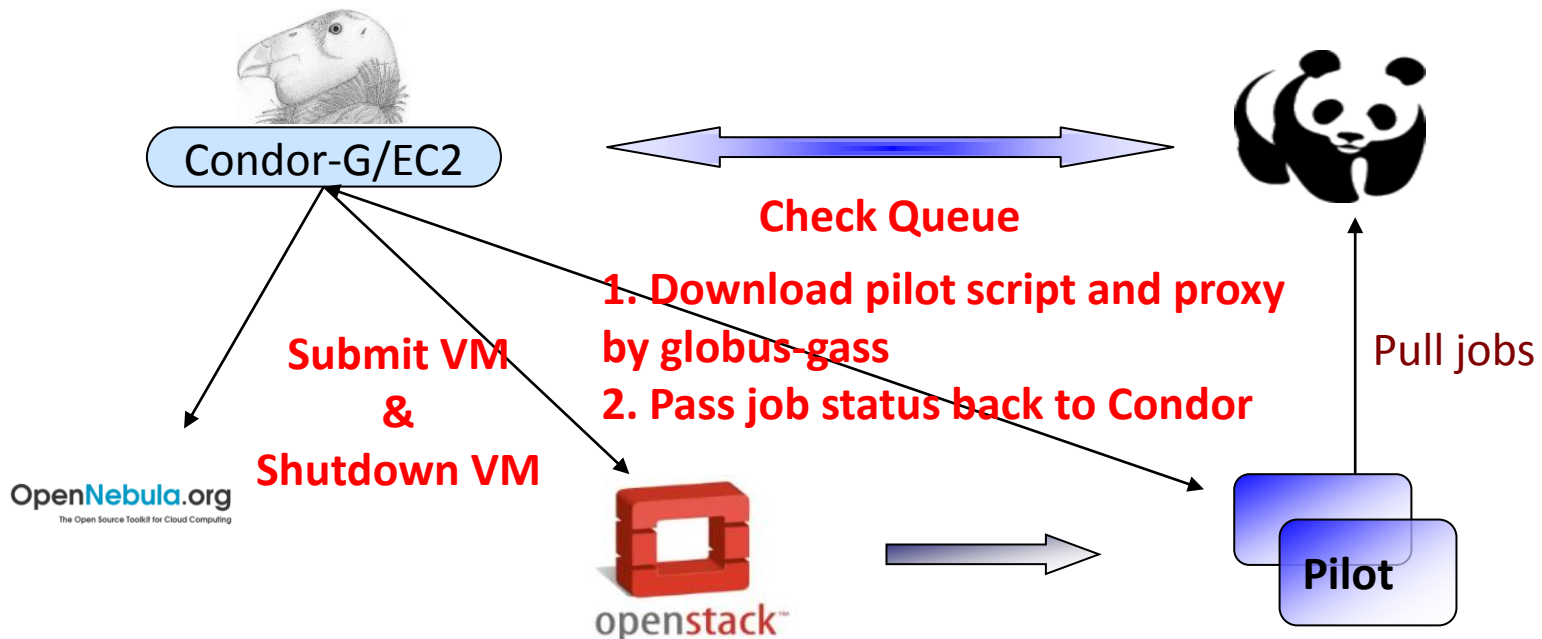 Condor-G/EC2
Check Queue
1. Download pilot script and proxy
by globus-gass
2. Pass job status back to Condor
Submit VM
&
Shutdown VM
Pull jobs
OpenNebula.org
The Open Source Toolkit for Cloud Computing
openstack™
Pilot